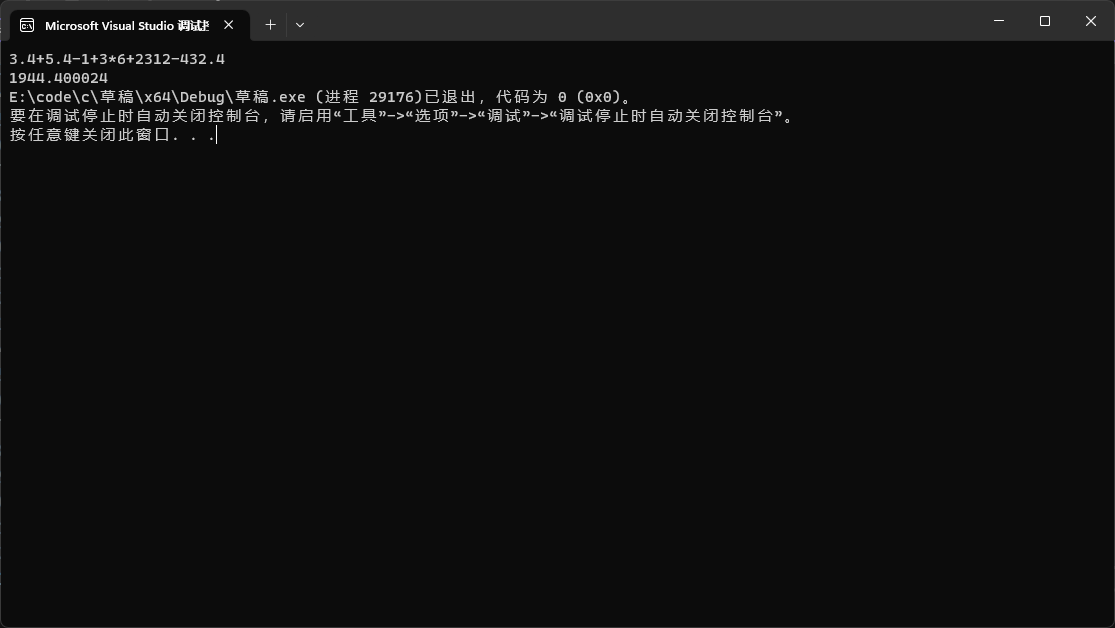 Microsoft Visual Studio 调试
3.4+5.4-1+3*6+2312-432.4
1944.400024
E:\code\c\草稿\x64\Debug\草稿.exe (进程 29176)已退出，代码为 0 (0x0)。
要在调试停止时自动关闭控制台，请启用“工具”->“选项”->“调试”->“调试停止时自动关闭控制台”。
按任意键关闭此窗口. . .